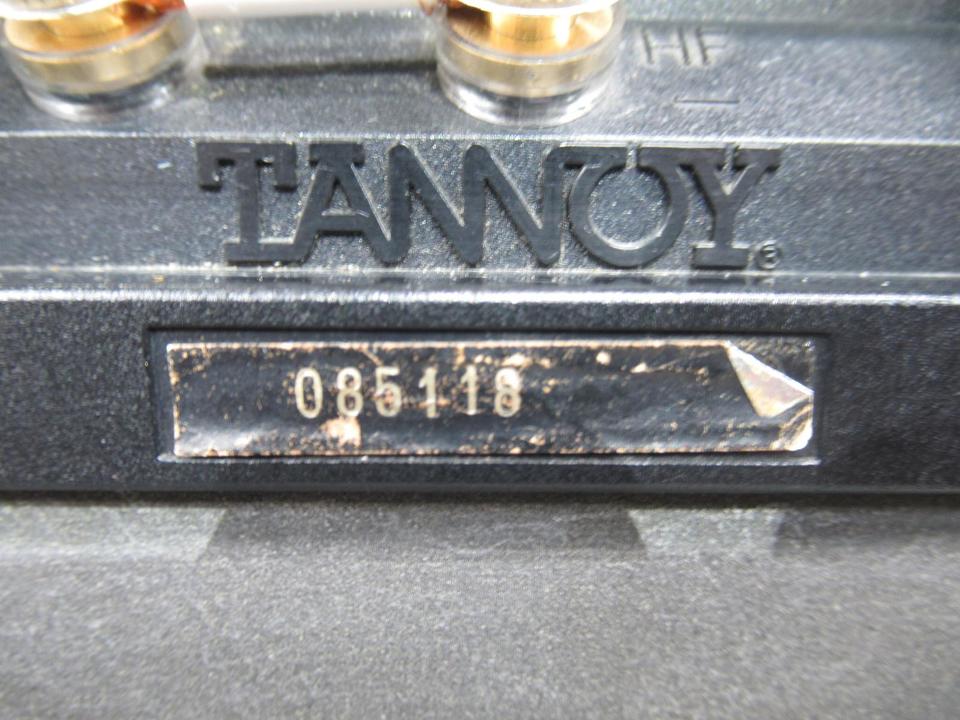 HF
—
TANNOY®
085118